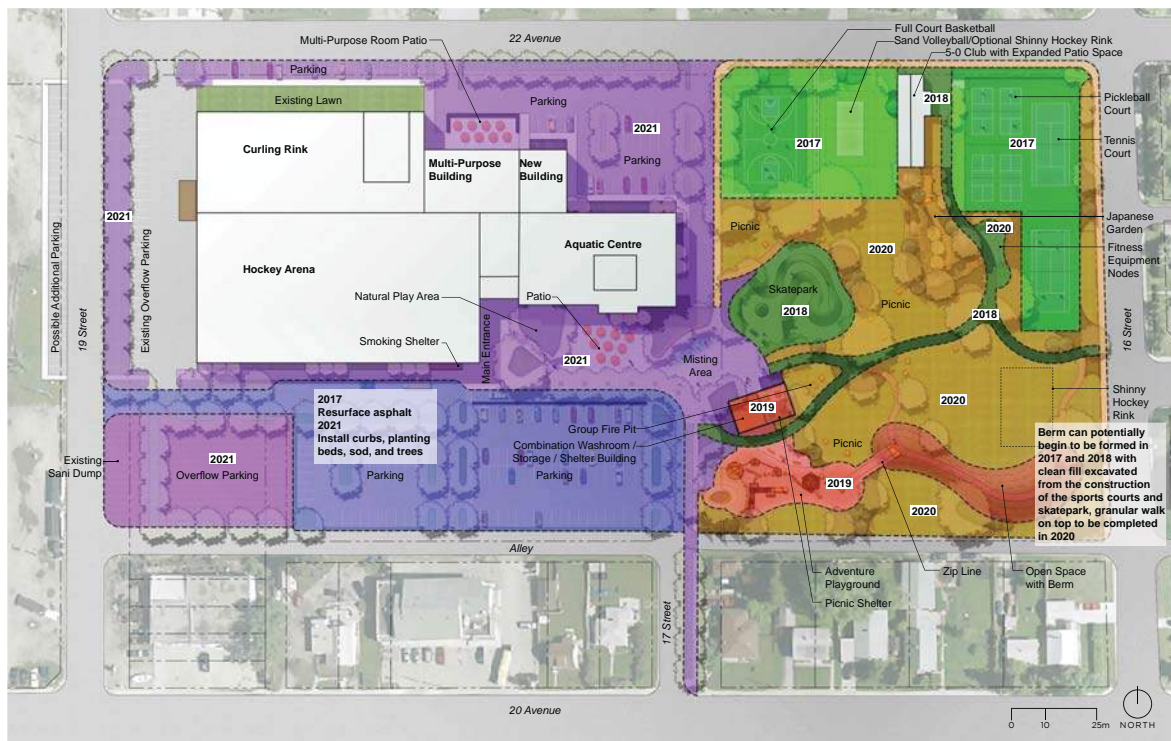 22 Avenue
Full Court Basketball
Sand Volleyball/Optional Shinny Hockey Rink
5-0 Club with Expanded Patio Space
Multi-Purpose Room Patio
Parking
Existing Lawn
Parking
2021
Parking
2018
2017
2017
Pickleball
Court
Tennis
Court
Curling Rink
Multi-Purpose
Building
New
Building
Possible Additional Parking
19 Street
2021
Existing Overflow Parking
Hockey Arena
Aquatic Centre
Picnic
2020
2020
Japanese
Garden
Fitness
Equipment
Nodes
Skatepark
2018
Picnic
2018
16 Street
Natural Play Area
Patio
Smoking Shelter
Main Entrance
2021
Misting
Area
2017
Resurface asphalt
2021
Install curbs, planting
beds, sod, and trees
2019
Group Fire Pit
Combination Washroom /
Storage / Shelter Building
2020
Shinny
Hockey
Rink
Picnic
Berm can potentially
begin to be formed in
2017 and 2018 with
clean fill excavated
from the construction
of the sports courts and
skatepark, granular walk
on top to be completed
in 2020
Existing
Sani Dump
2021
Overflow Parking
Parking
Parking
2019
2020
Alley
Adventure
Playground
Picnic Shelter
Zip Line
Open Space
with Berm
17 Street
20 Avenue
0 10 25m
NORTH